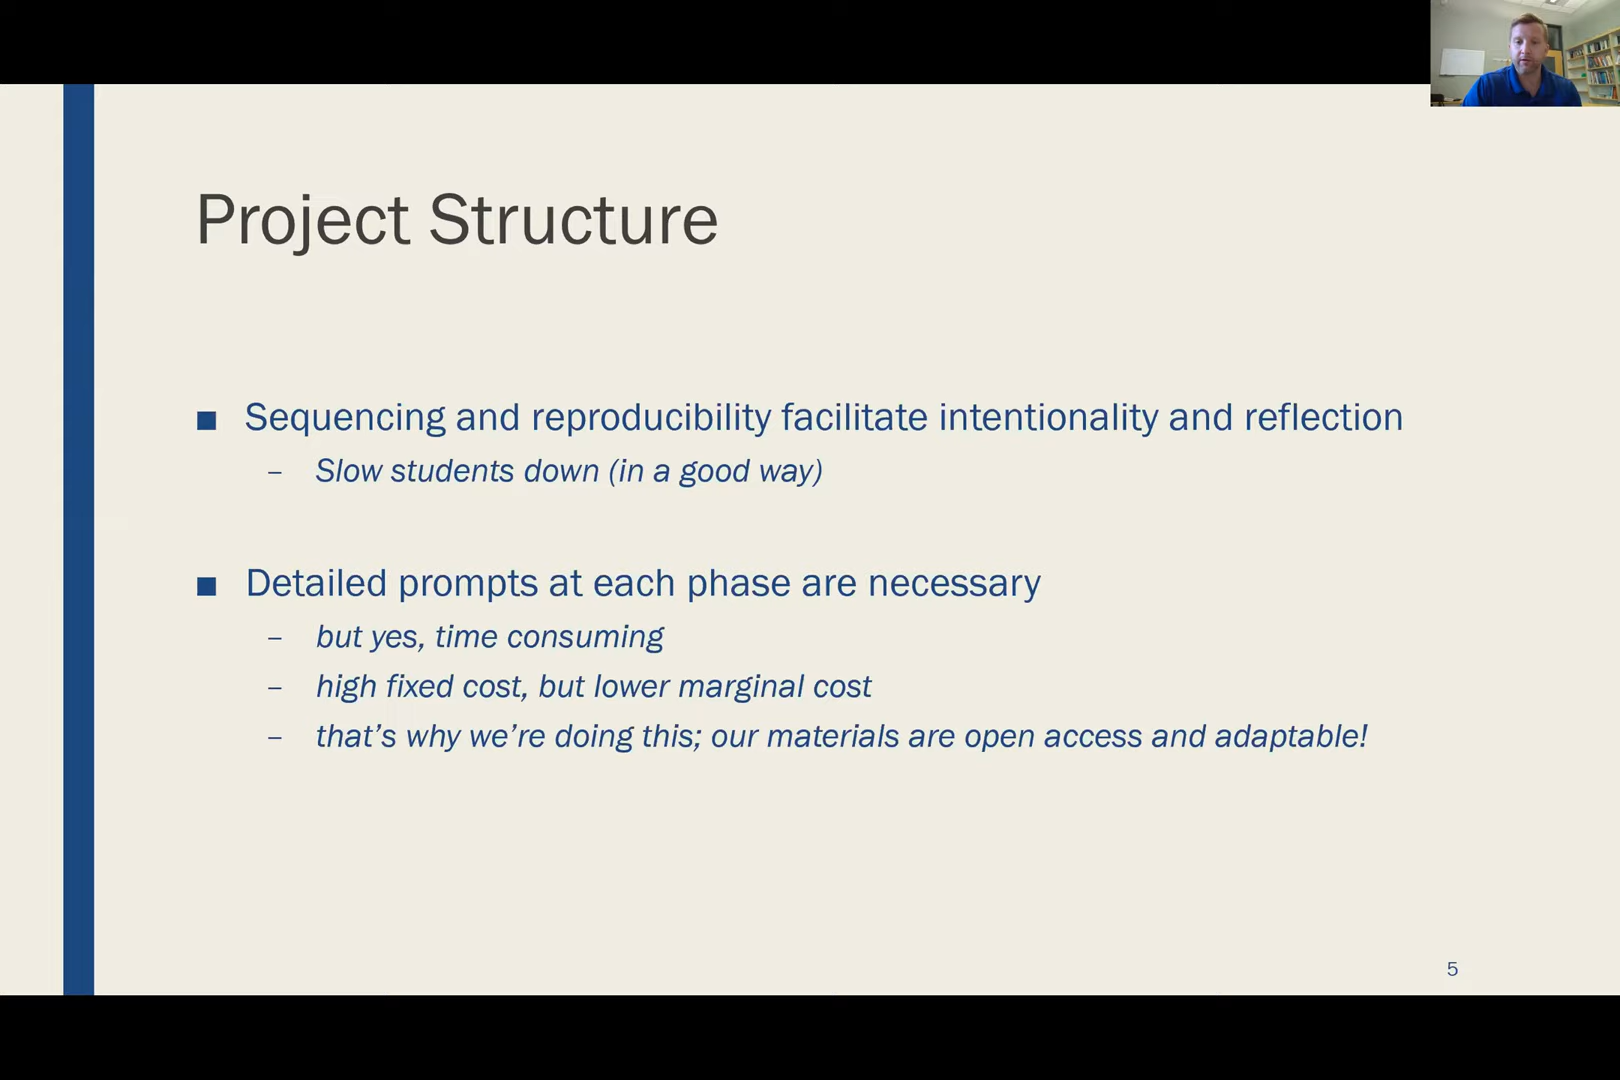 Project Structure
■ Sequencing and reproducibility facilitate intentionality and reflection
– Slow students down (in a good way)
■ Detailed prompts at each phase are necessary
– but yes, time consuming
– high fixed cost, but lower marginal cost
– that’s why we’re doing this; our materials are open access and adaptable!
5